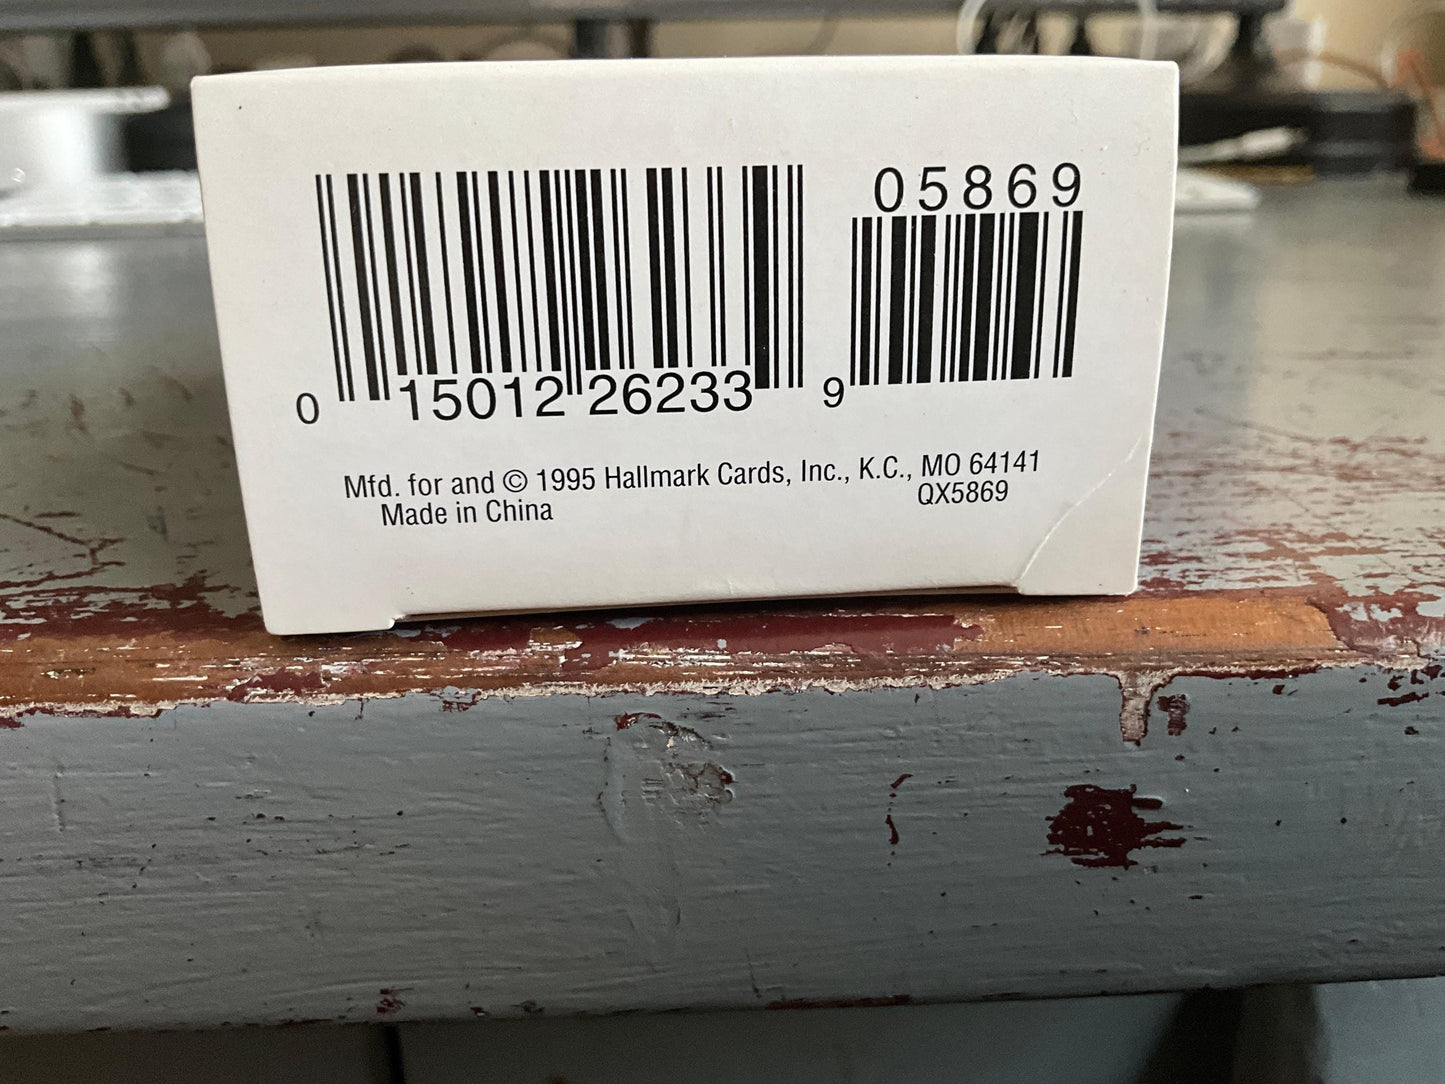 05869
0 15012 26233 9
Mfd. for and © 1995 Hallmark Cards, Inc., K.C., MO 64141
Made in China QX5869